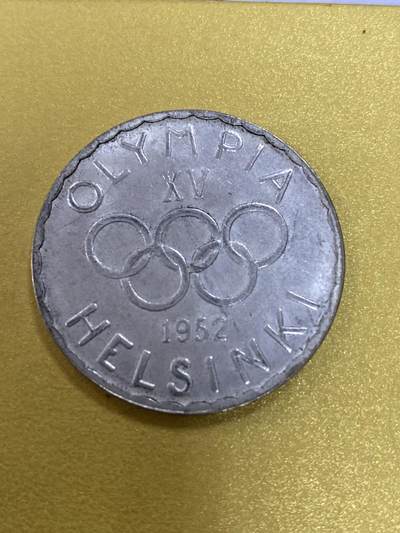 OLYMPIA
XV
1952
HELSINKI